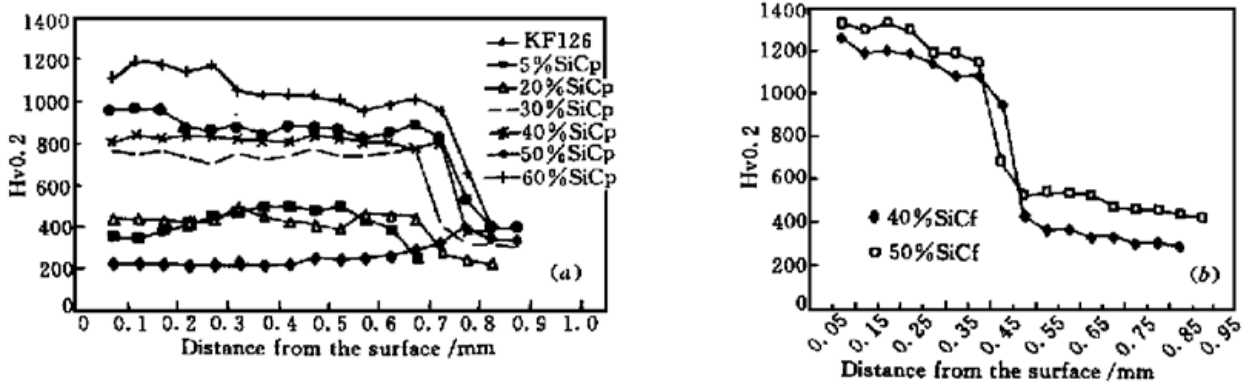 1400
1200
1000
800
600
400
200
0
Hv0.2
KF126
5%SiCp
20%SiCp
30%SiCp
40%SiCp
50%SiCp
60%SiCp
(a)
0 0.1 0.2 0.3 0.4 0.5 0.6 0.7 0.8 0.9 1.0
Distance from the surface /mm
1400
1200
1000
800
600
400
200
0
Hv0.2
40%SiCf
50%SiCf
(b)
0.05 0.15 0.25 0.35 0.45 0.55 0.65 0.75 0.85 0.95
Distance from the surface /mm